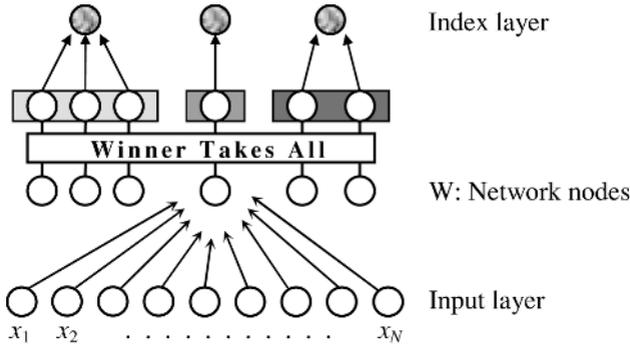 Index layer
Winner Takes All
W: Network nodes
Input layer
x1 x2 . . . . . . . . . . . xN